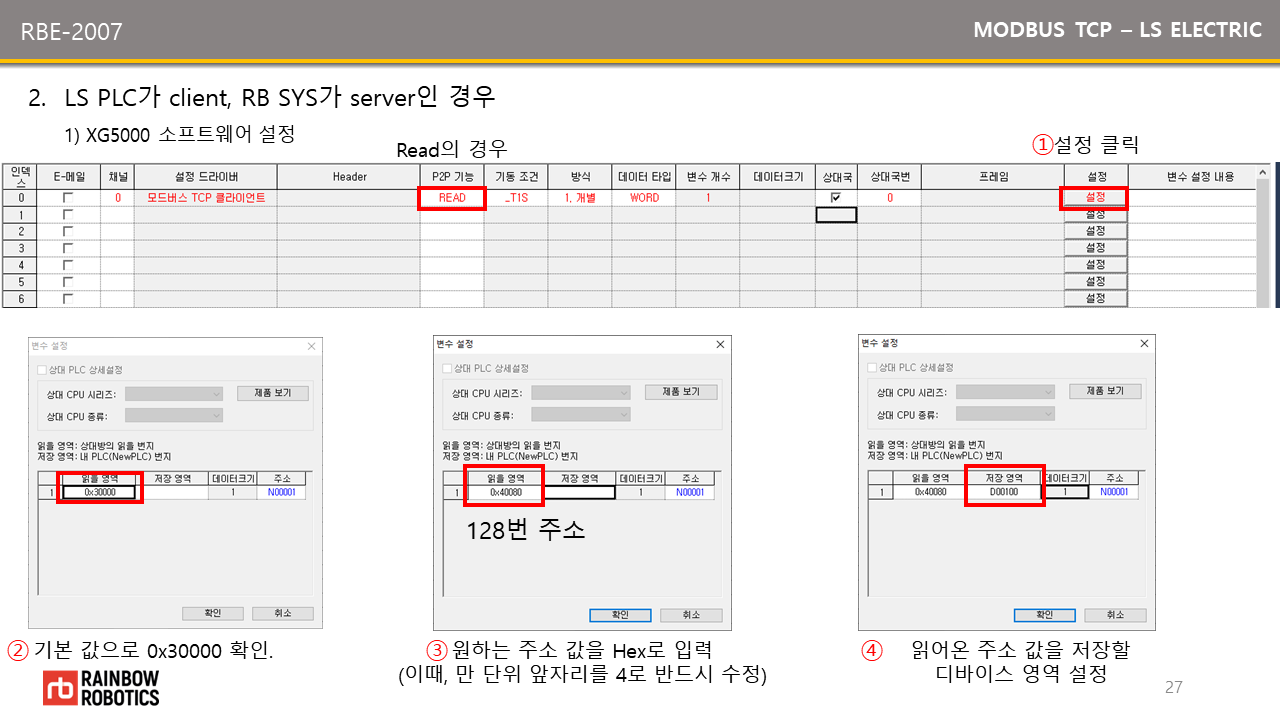 RBE-2007
MODBUS TCP – LS ELECTRIC
2. LS PLC가 client, RB SYS가 server인 경우
1) XG5000 소프트웨어 설정
Read의 경우
①설정 클릭
인덱스 E-메일 채널 설정 드라이버 Header P2P 기능 기동 조건 방식 데이터 타입 변수 개수 데이터크기 상대국 상대국번 프레임 설정 변수 설정 내용
0 0 모드버스 TCP 클라이언트 READ _T1S 1. 개별 WORD 1 0 설정
1 설정
2 설정
3 설정
4 설정
5 설정
6 설정
변수 설정
상대 PLC 상세설정
상대 CPU 시리즈: 제품 보기
상대 CPU 종류:
읽을 영역: 상대방의 읽을 번지
저장 영역: 내 PLC(NewPLC) 번지
읽을 영역 저장 영역 데이터크기 주소
1 0x30000 1 N00001
확인 취소
변수 설정
상대 PLC 상세설정
상대 CPU 시리즈: 제품 보기
상대 CPU 종류:
읽을 영역: 상대방의 읽을 번지
저장 영역: 내 PLC(NewPLC) 번지
읽을 영역 저장 영역 데이터크기 주소
1 0x40080 1 N00001
128번 주소
확인 취소
변수 설정
상대 PLC 상세설정
상대 CPU 시리즈: 제품 보기
상대 CPU 종류:
읽을 영역: 상대방의 읽을 번지
저장 영역: 내 PLC(NewPLC) 번지
읽을 영역 저장 영역 데이터크기 주소
1 0x40080 D00100 1 N00001
확인 취소
② 기본 값으로 0x30000 확인.
③ 원하는 주소 값을 Hex로 입력
(이때, 만 단위 앞자리를 4로 반드시 수정)
④ 읽어온 주소 값을 저장할
디바이스 영역 설정
rb RAINBOW
ROBOTICS
27